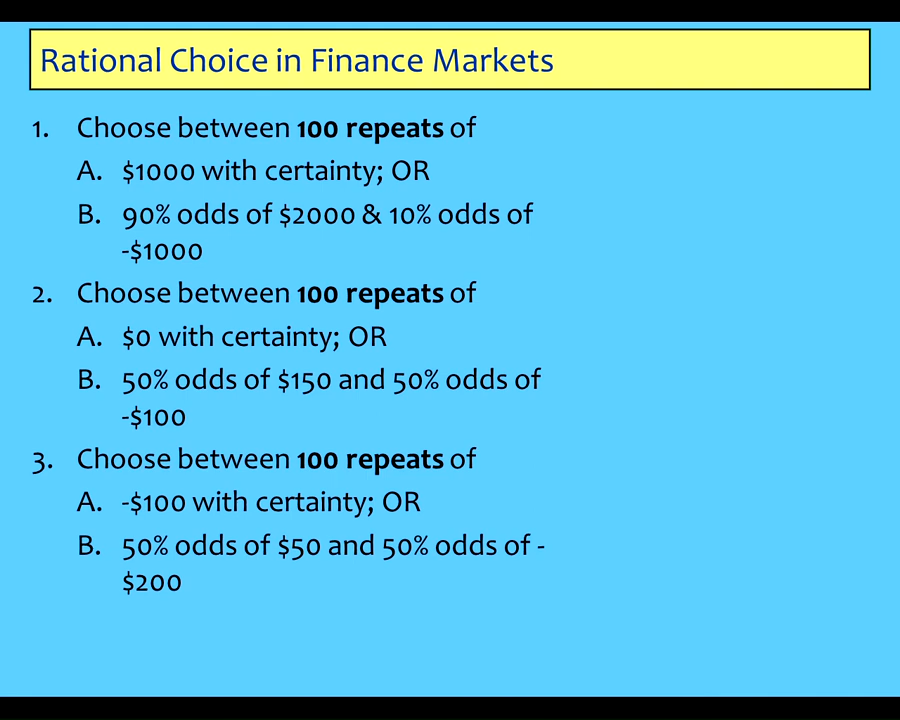 Rational Choice in Finance Markets
1. Choose between 100 repeats of
A. $1000 with certainty; OR
B. 90% odds of $2000 & 10% odds of
-$1000
2. Choose between 100 repeats of
A. $0 with certainty; OR
B. 50% odds of $150 and 50% odds of
-$100
3. Choose between 100 repeats of
A. -$100 with certainty; OR
B. 50% odds of $50 and 50% odds of -
$200